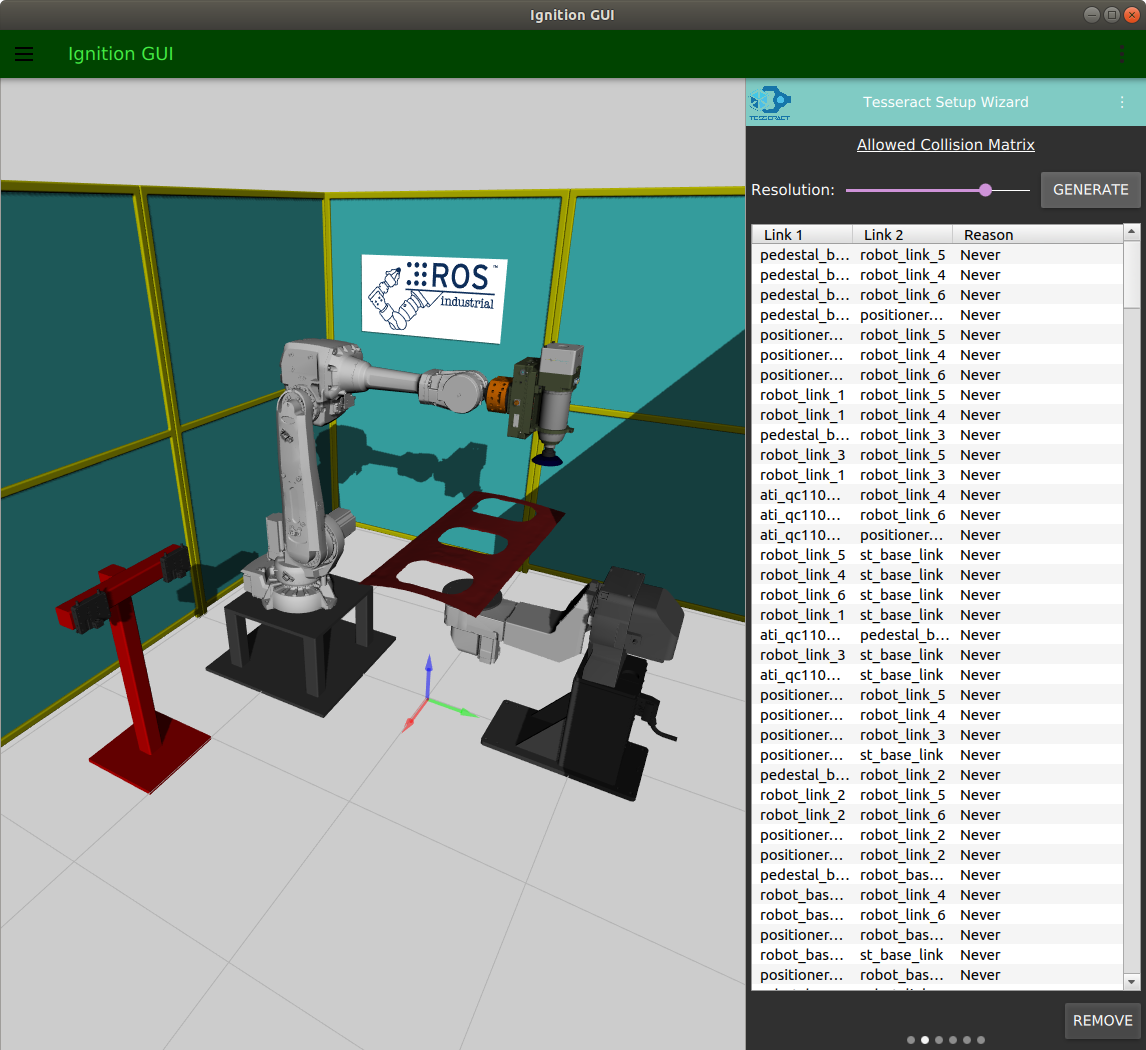 Ignition GUI
Ignition GUI
TESSERACT
Tesseract Setup Wizard
Allowed Collision Matrix
Resolution:
GENERATE
ROS™
industrial
Link 1 Link 2 Reason
pedestal_b... robot_link_5 Never
pedestal_b... robot_link_4 Never
pedestal_b... robot_link_6 Never
pedestal_b... positioner... Never
positioner... robot_link_5 Never
positioner... robot_link_4 Never
positioner... robot_link_6 Never
robot_link_1 robot_link_5 Never
robot_link_1 robot_link_4 Never
pedestal_b... robot_link_3 Never
robot_link_3 robot_link_5 Never
robot_link_1 robot_link_3 Never
ati_qc110... robot_link_4 Never
ati_qc110... robot_link_6 Never
ati_qc110... positioner... Never
robot_link_5 st_base_link Never
robot_link_4 st_base_link Never
robot_link_6 st_base_link Never
robot_link_1 st_base_link Never
ati_qc110... pedestal_b... Never
robot_link_3 st_base_link Never
ati_qc110... st_base_link Never
positioner... robot_link_5 Never
positioner... robot_link_4 Never
positioner... robot_link_3 Never
positioner... st_base_link Never
pedestal_b... robot_link_2 Never
robot_link_2 robot_link_5 Never
robot_link_2 robot_link_6 Never
positioner... robot_link_2 Never
positioner... robot_link_2 Never
pedestal_b... robot_bas... Never
robot_bas... robot_link_4 Never
robot_bas... robot_link_6 Never
positioner... robot_bas... Never
robot_bas... st_base_link Never
positioner... robot_bas... Never
REMOVE